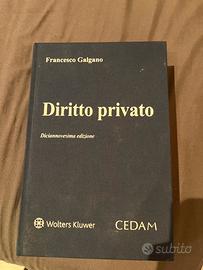 Francesco Galgano
Diritto privato
Diciannovesima edizione
Wolters Kluwer
CEDAM
subito